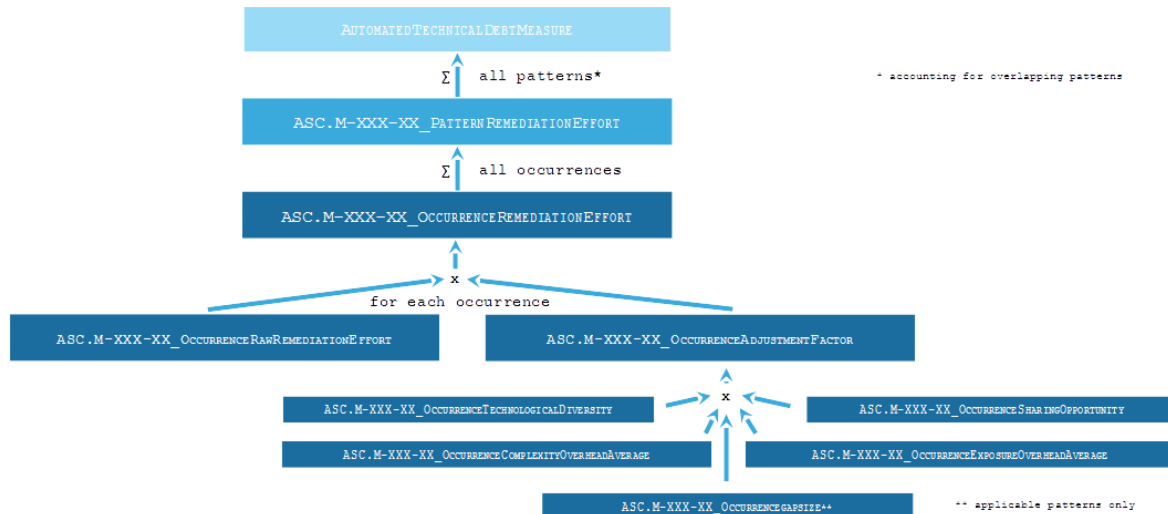 AutomatedTechnicalDebtMeasure
Σ all patterns*
* accounting for overlapping patterns
ASC.M-XXX-XX_PatternRemediationEffort
Σ all occurrences
ASC.M-XXX-XX_OccurrenceRemediationEffort
x
for each occurrence
ASC.M-XXX-XX_OccurrenceRawRemediationEffort
ASC.M-XXX-XX_OccurrenceAdjustmentFactor
x
ASC.M-XXX-XX_OccurrenceTechnologicalDiversity
ASC.M-XXX-XX_OccurrenceSharingOpportunity
ASC.M-XXX-XX_OccurrenceComplexityOverheadAverage
ASC.M-XXX-XX_OccurrenceExposureOverheadAverage
ASC.M-XXX-XX_Occurrencegapsize**
** applicable patterns only